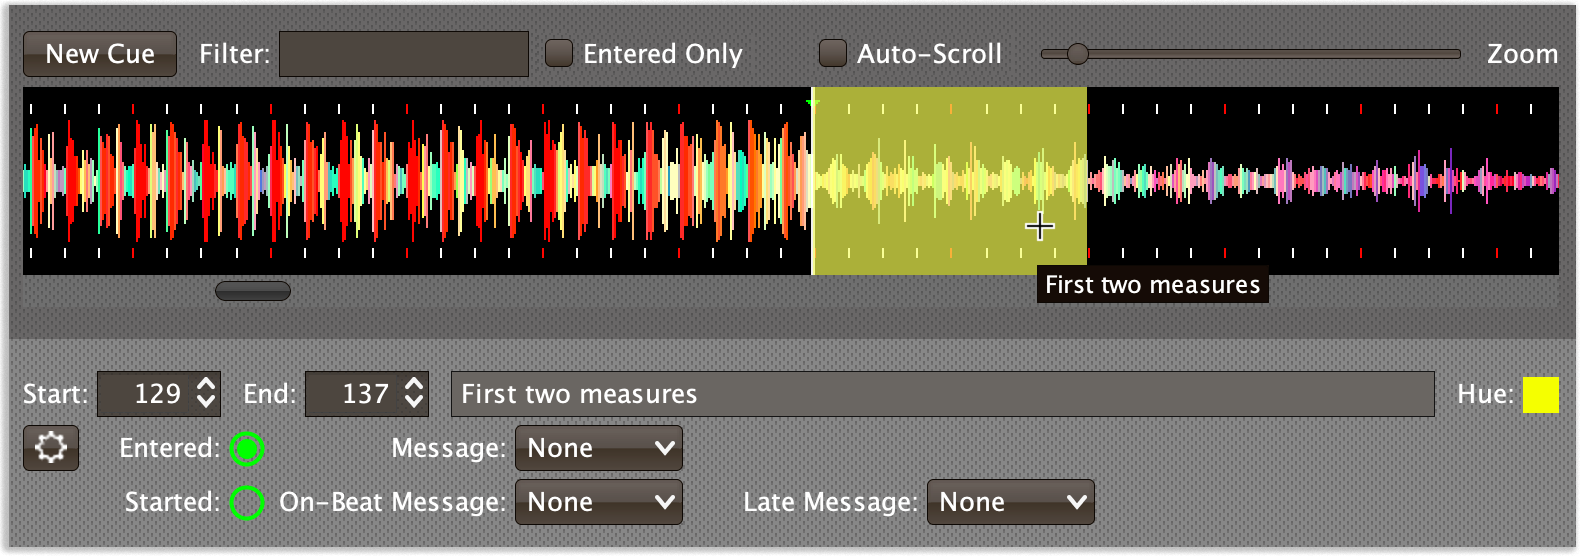 New Cue Filter: Entered Only Auto-Scroll Zoom
First two measures
Start: 129 End: 137 First two measures Hue:
Entered: Message: None
Started: On-Beat Message: None Late Message: None